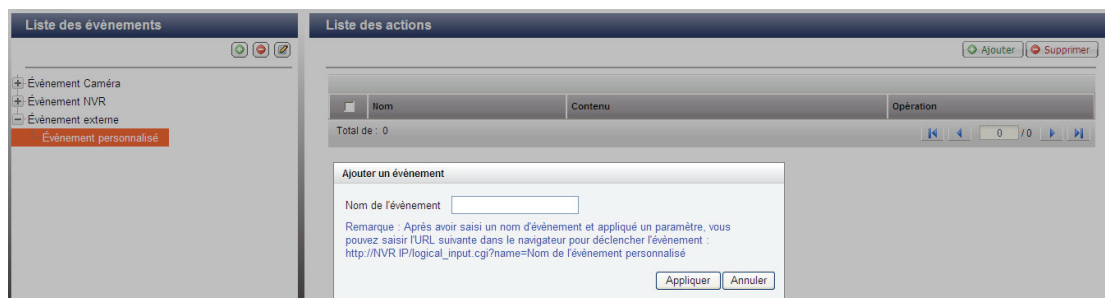 Liste des évènements
Liste des actions
Ajouter
Supprimer
Évènement Caméra
Évènement NVR
Évènement externe
Évènement personnalisé
Nom
Contenu
Opération
Total de : 0
0 /0
Ajouter un évènement
Nom de l'évènement
Remarque : Après avoir saisi un nom d'évènement et appliqué un paramètre, vous
pouvez saisir l'URL suivante dans le navigateur pour déclencher l'évènement :
http://NVR IP/logical_input.cgi?name=Nom de l'évènement personnalisé
Appliquer
Annuler